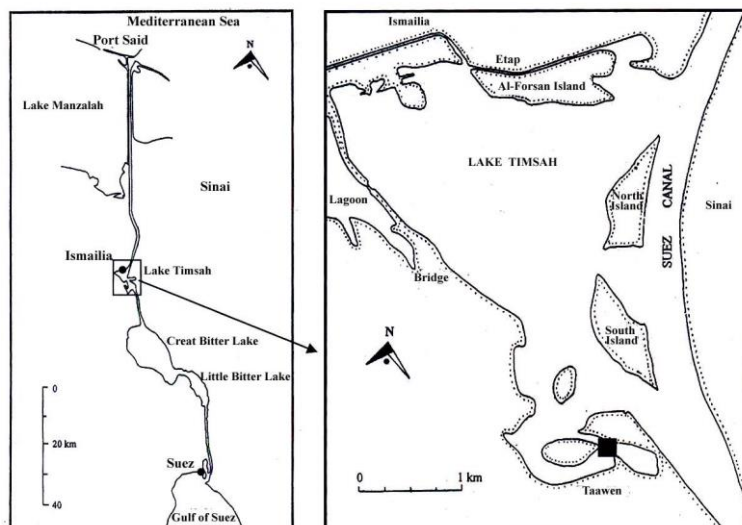 Mediterranean Sea
Port Said
N
Lake Manzalah
Sinai
Ismailia
Lake Timsah
Creat Bitter Lake
Little Bitter Lake
0
20 km
40
Suez
Gulf of Suez
Ismailia
Etap
Al-Forsan Island
LAKE TIMSAH
Lagoon
North
Island
SUEZ CANAL
Sinai
Bridge
N
South
Island
0
1 km
Taawen